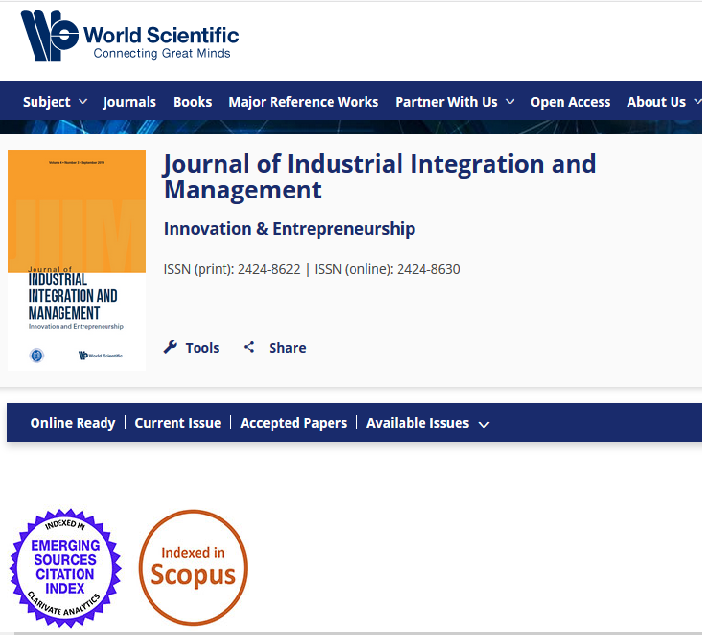 World Scientific
Connecting Great Minds
Subject Journals Books Major Reference Works Partner With Us Open Access About Us
Journal of Industrial Integration and
Management
Innovation & Entrepreneurship
ISSN (print): 2424-8622 | ISSN (online): 2424-8630
Tools Share
JIIM
Journal of
INDUSTRIAL
INTEGRATION AND
MANAGEMENT
Innovation and Entrepreneurship
World Scientific
Online Ready | Current Issue | Accepted Papers | Available Issues
INDEXED IN
EMERGING
SOURCES
CITATION
INDEX
CLARIVATE ANALYTICS
Indexed in
Scopus